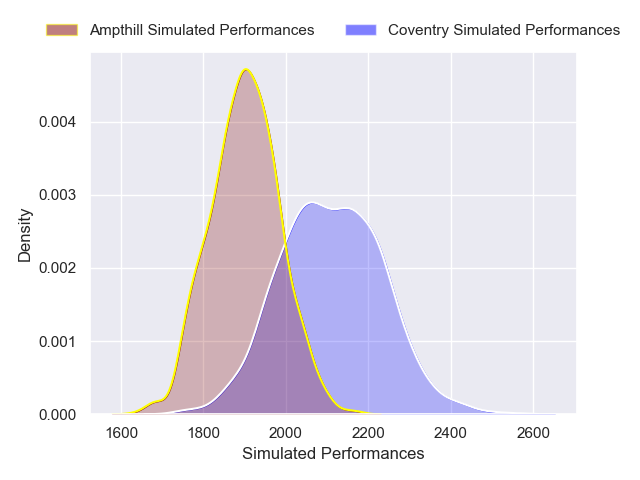 Ampthill Simulated Performances Coventry Simulated Performances
0.004
0.003
0.002
0.001
0.000
Density
1600 1800 2000 2200 2400 2600
Simulated Performances